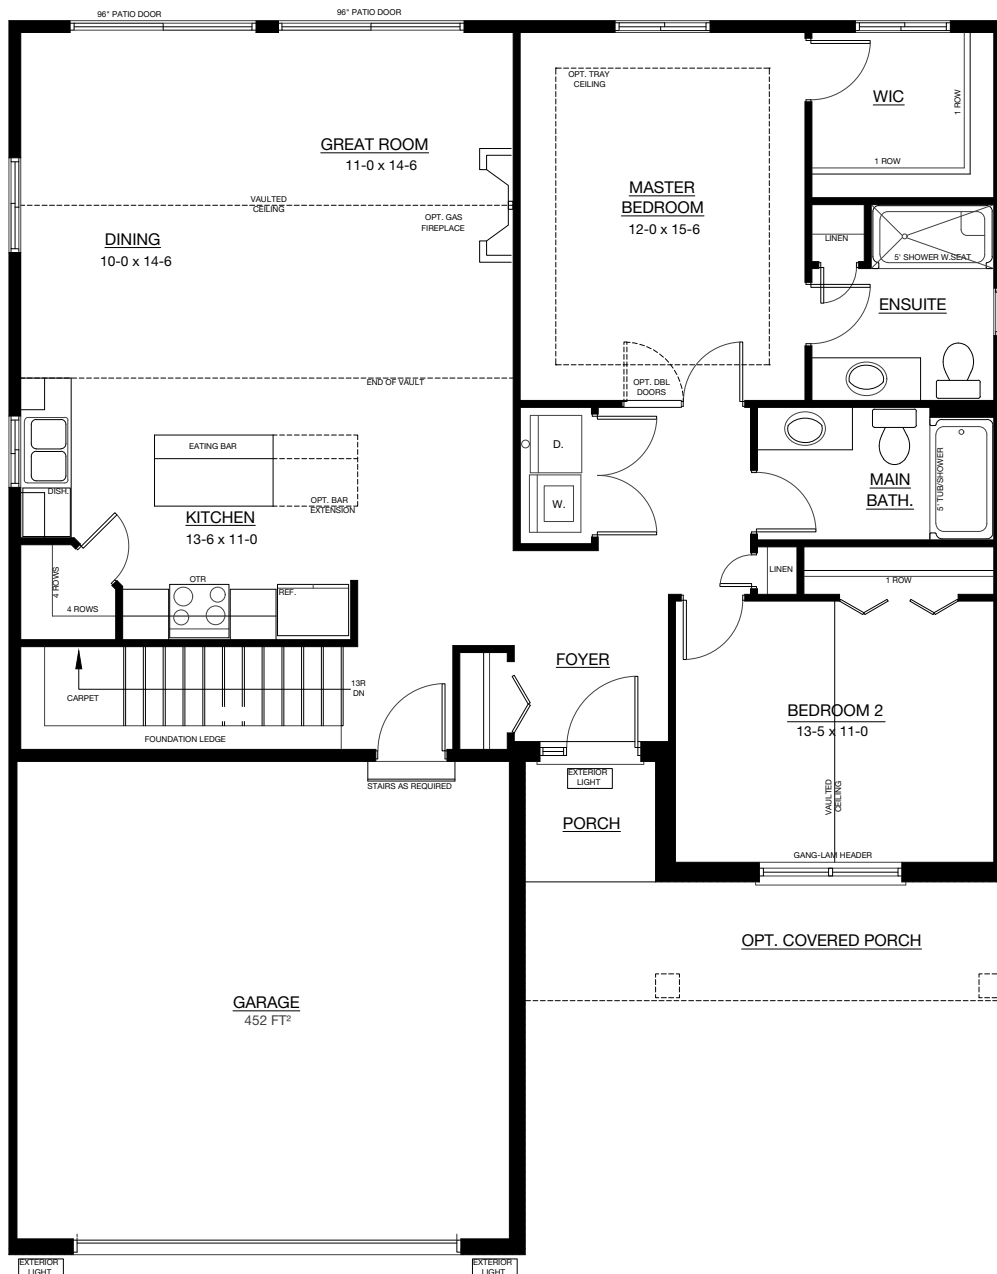 96" PATIO DOOR
96" PATIO DOOR
OPT. TRAY
CEILING
WIC
1 ROW
1 ROW
GREAT ROOM
11-0 x 14-6
MASTER
BEDROOM
12-0 x 15-6
VAULTED
CEILING
OPT. GAS
FIREPLACE
DINING
10-0 x 14-6
LINEN
5' SHOWER W.SEAT
ENSUITE
END OF VAULT
OPT. DBL
DOORS
EATING BAR
D.
W.
DISH.
OPT. BAR
EXTENSION
KITCHEN
13-6 x 11-0
MAIN
BATH.
5' TUB/SHOWER
LINEN
1 ROW
4 ROWS
4 ROWS
OTR
REF.
FOYER
CARPET
13R
DN
FOUNDATION LEDGE
BEDROOM 2
13-5 x 11-0
VAULTED
CEILING
STAIRS AS REQUIRED
EXTERIOR
LIGHT
PORCH
GANG-LAM HEADER
OPT. COVERED PORCH
GARAGE
452 FT²
EXTERIOR
LIGHT
EXTERIOR
LIGHT